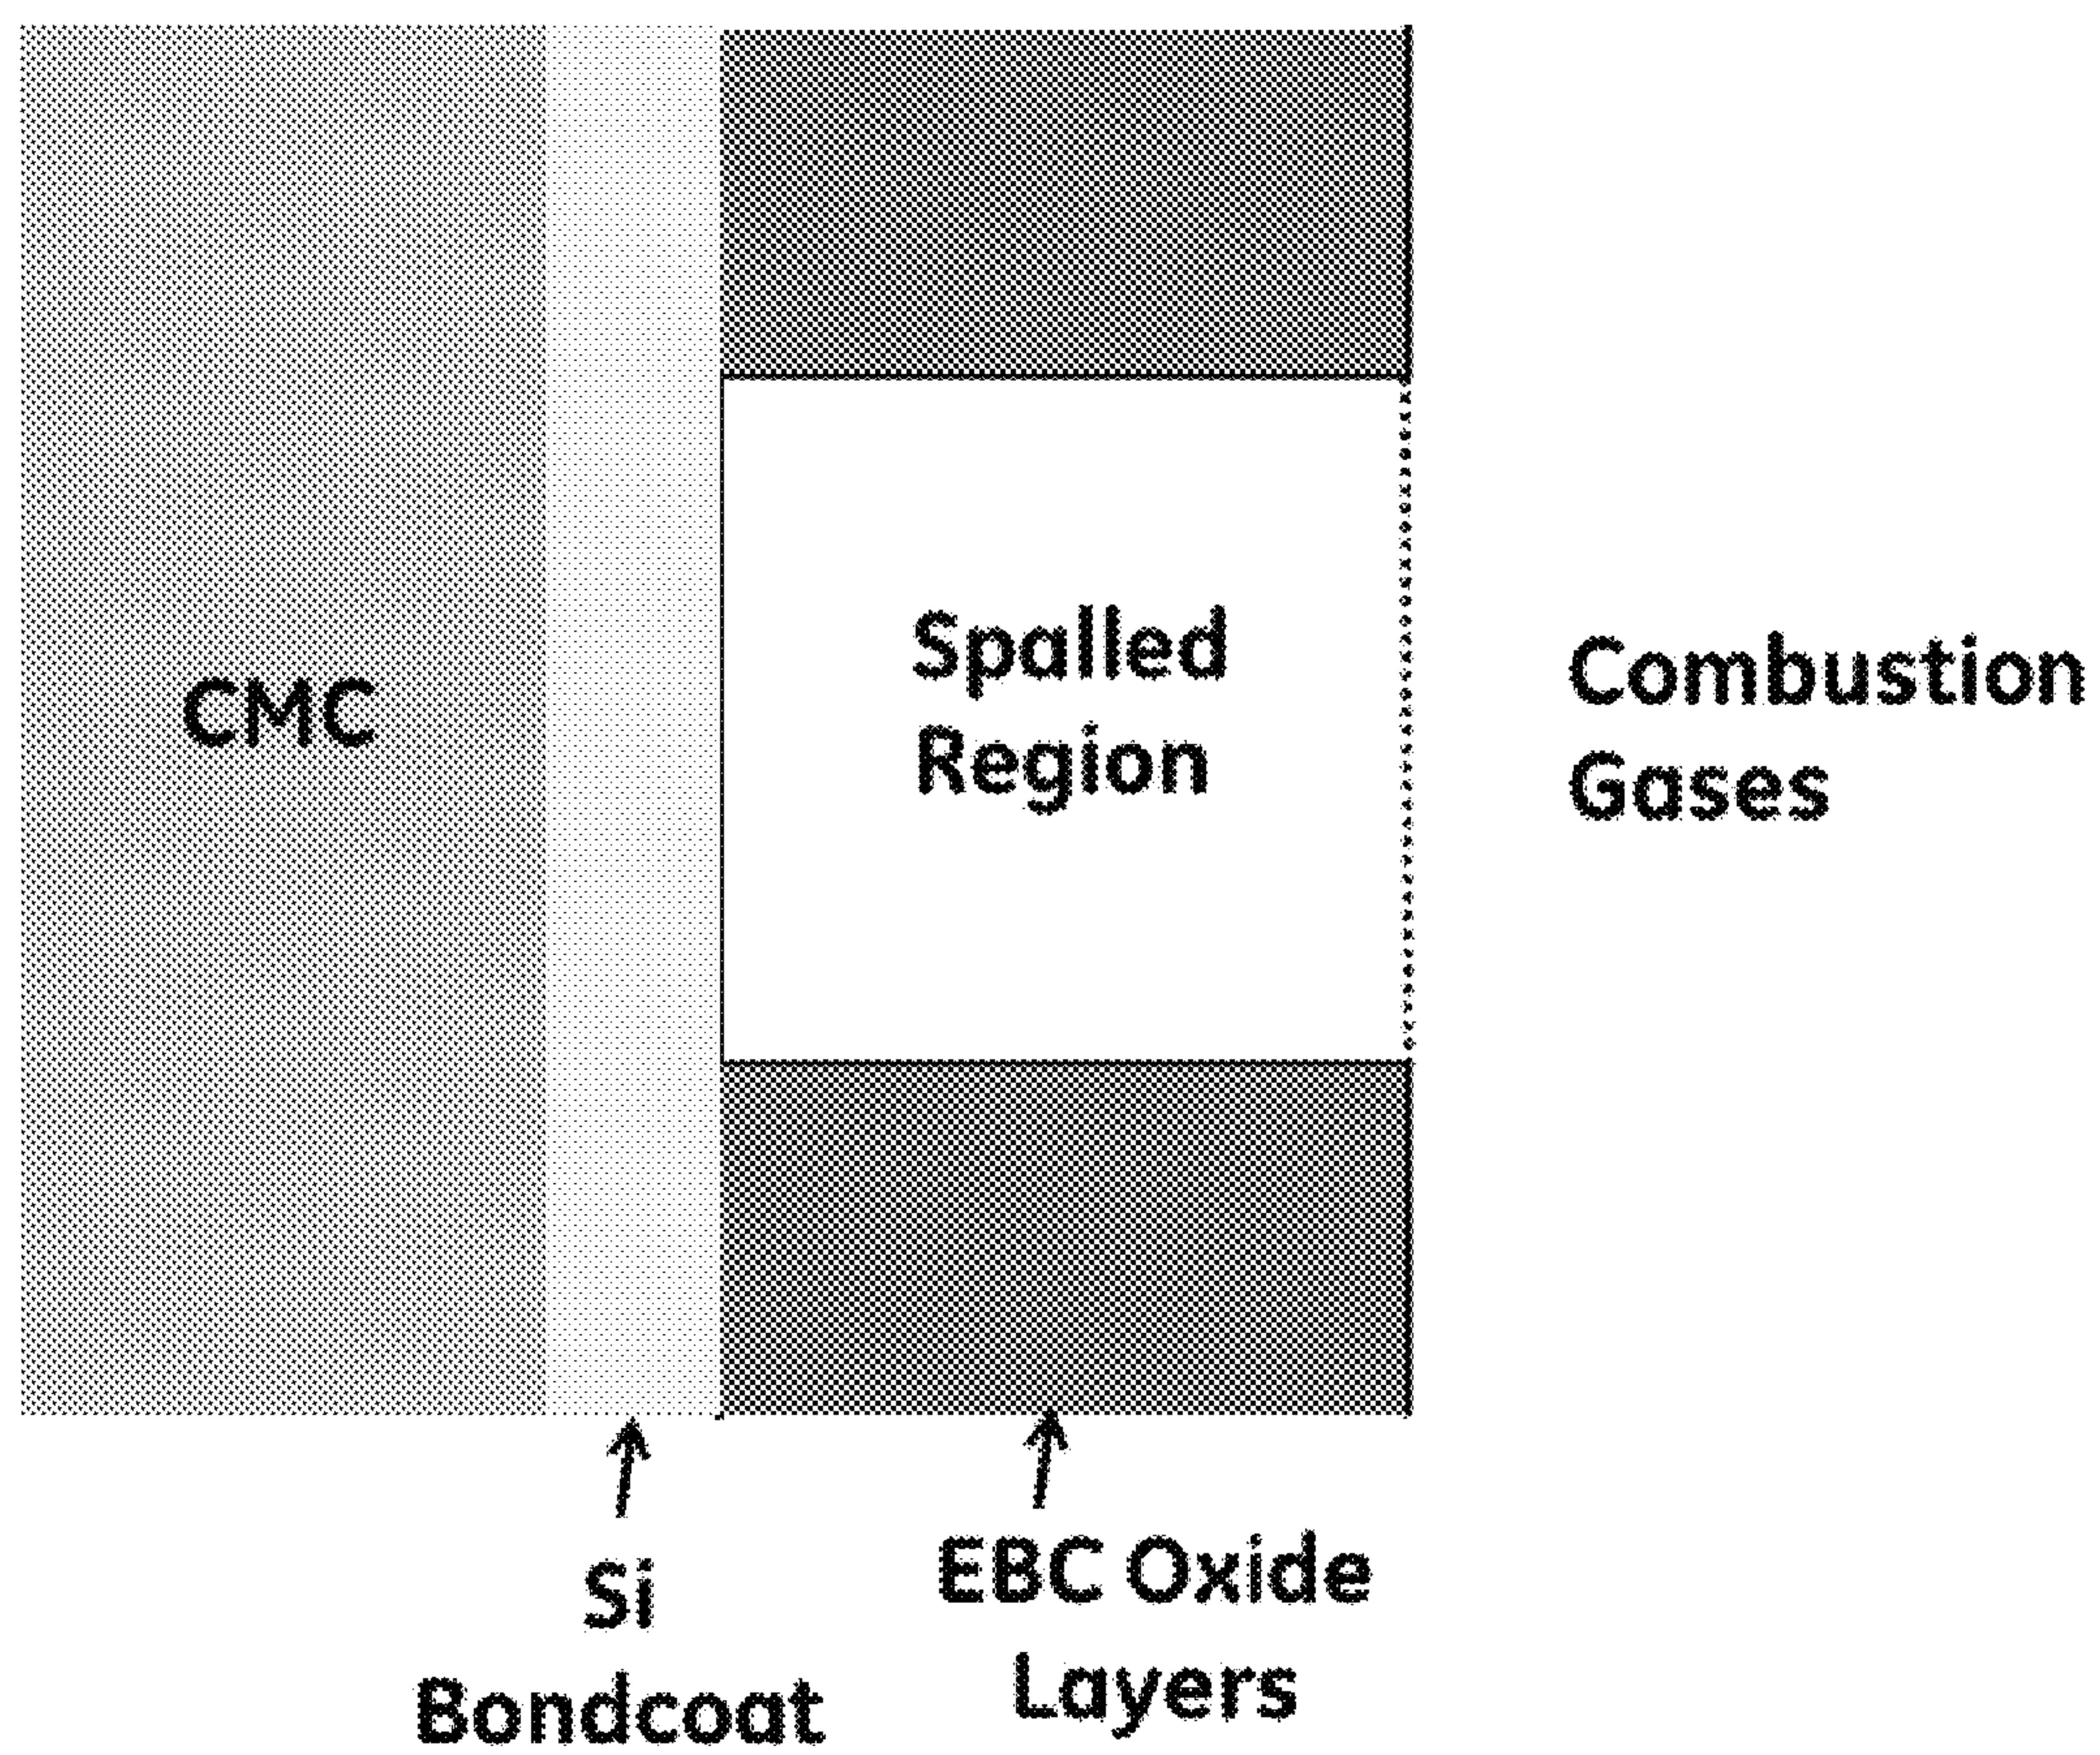 CMC
Spalled
Region
Combustion
Gases
Si
Bondcoat
EBC Oxide
Layers